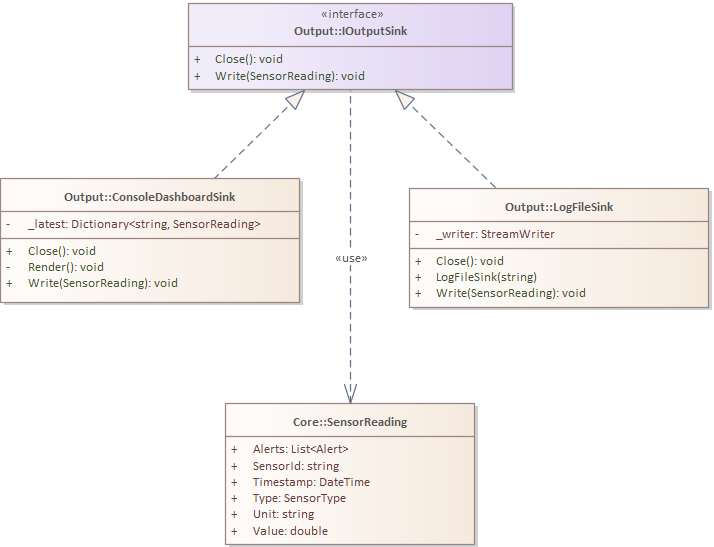 «interface»
Output::IOutputSink
+ Close(): void
+ Write(SensorReading): void
Output::ConsoleDashboardSink
- _latest: Dictionary<string, SensorReading>
+ Close(): void
- Render(): void
+ Write(SensorReading): void
Output::LogFileSink
- _writer: StreamWriter
+ Close(): void
+ LogFileSink(string)
+ Write(SensorReading): void
«use»
Core::SensorReading
+ Alerts: List<Alert>
+ SensorId: string
+ Timestamp: DateTime
+ Type: SensorType
+ Unit: string
+ Value: double